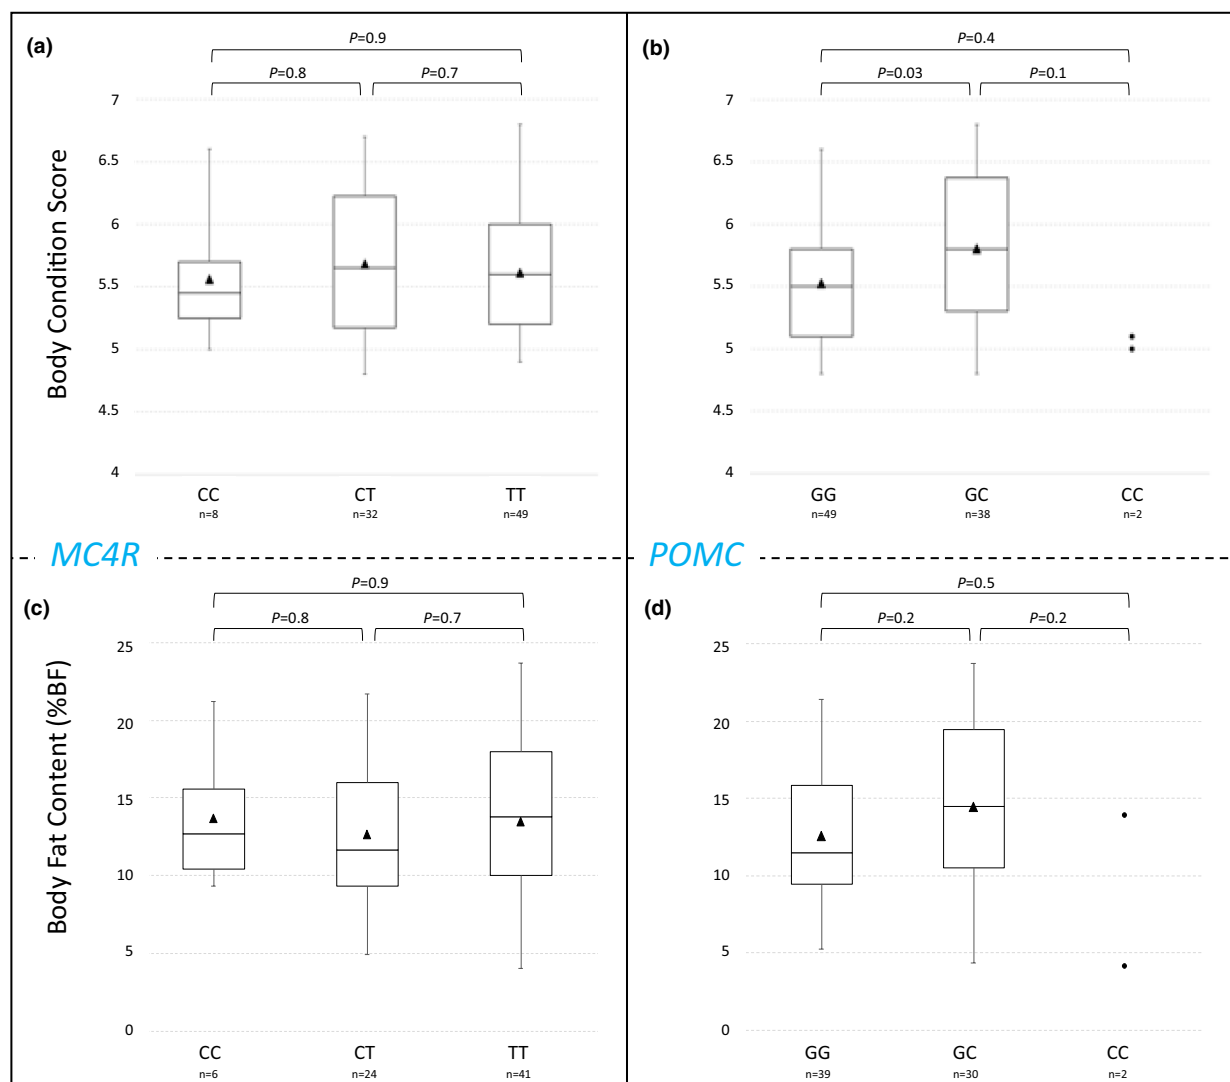 (a)
P=0.9
P=0.8
P=0.7
Body Condition Score
7
6.5
6
5.5
5
4.5
4
CC
CT
TT
n=8
n=32
n=49
(b)
P=0.4
P=0.03
P=0.1
7
6.5
6
5.5
5
4.5
4
GG
GC
CC
n=49
n=38
n=2
MC4R
POMC
(c)
P=0.9
P=0.8
P=0.7
Body Fat Content (%BF)
25
20
15
10
5
0
CC
CT
TT
n=6
n=24
n=41
(d)
P=0.5
P=0.2
P=0.2
25
20
15
10
5
0
GG
GC
CC
n=39
n=30
n=2